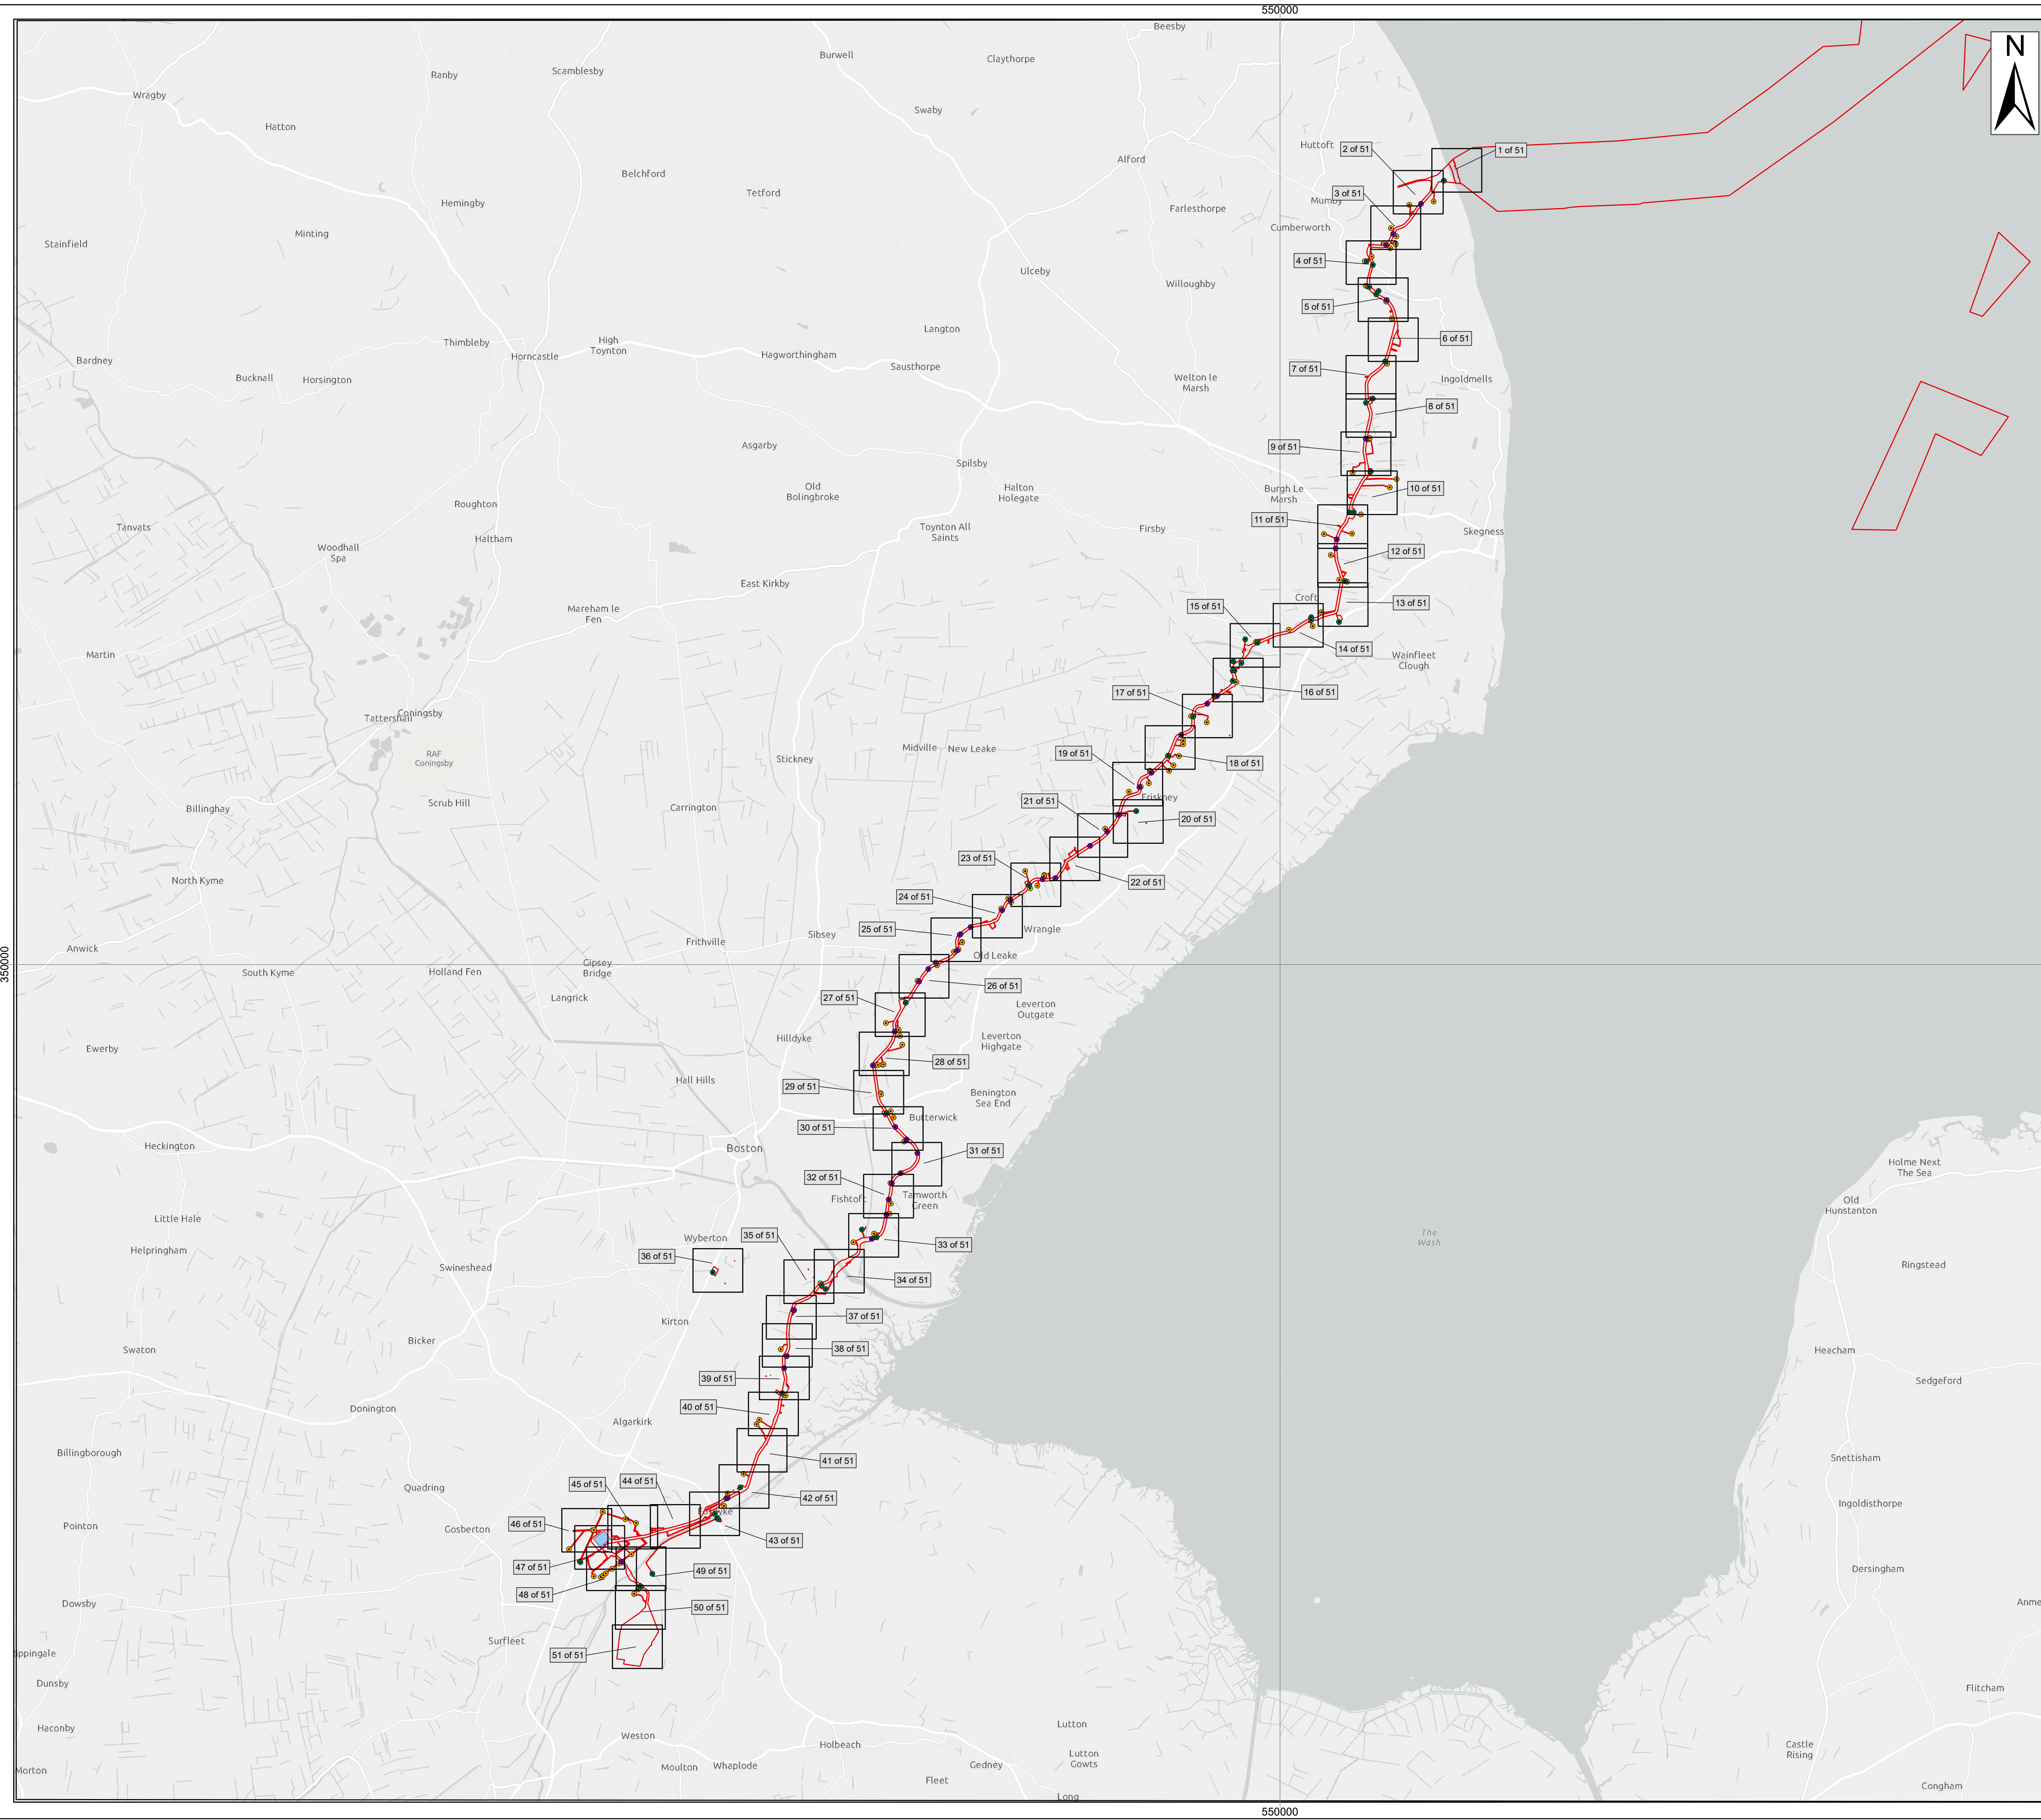 550000
Beesby
Burwell
Claythorpe
N
Scamblesby
Ranby
Wragby
Swaby
Hatton
Huttoft
2 of 51
1 of 51
Alford
Belchford
Tetford
3 of 51
Mumby
Hemingby
Farlesthorpe
Cumberworth
Minting
Stainfield
4 of 51
Ulceby
Willoughby
5 of 51
Langton
6 of 51
Thimbleby
High
Toynton
Horncastle
Hagworthingham
Bardney
Sausthorpe
7 of 51
Bucknall
Horsington
Welton le
Marsh
Ingoldmells
8 of 51
Asgarby
9 of 51
Spilsby
Old
Bolingbroke
Halton
Holegate
Burgh Le
Marsh
10 of 51
Roughton
11 of 51
Tanvats
Toynton All
Saints
Firsby
Skegness
Haltham
Woodhall
Spa
12 of 51
East Kirkby
Croft
13 of 51
15 of 51
Mareham le
Fen
14 of 51
Martin
Wainfleet
Clough
16 of 51
17 of 51
Coningsby
Tattershall
Midville
New Leake
19 of 51
RAF
Coningsby
Stickney
18 of 51
Friskney
21 of 51
Scrub Hill
Billinghay
Carrington
20 of 51
23 of 51
North Kyme
22 of 51
24 of 51
25 of 51
Wrangle
Sibsey
Frithville
Anwick
350000
Old Leake
Gipsey
Bridge
South Kyme
Holland Fen
26 of 51
Langrick
27 of 51
Leverton
Outgate
Hilldyke
Leverton
Highgate
Ewerby
28 of 51
Hall Hills
29 of 51
Benington
Sea End
Butterwick
30 of 51
Heckington
Boston
31 of 51
Holme Next
The Sea
32 of 51
Fishtoft
Tamworth
Green
Old
Hunstanton
Little Hale
35 of 51
Wyberton
33 of 51
The
Wash
Helpringham
36 of 51
Swineshead
Ringstead
34 of 51
37 of 51
Kirton
Bicker
38 of 51
Swaton
Heacham
39 of 51
Sedgeford
40 of 51
Donington
Algarkirk
Billingborough
41 of 51
Snettisham
45 of 51
44 of 51
Quadring
42 of 51
Ingoldisthorpe
46 of 51
Pointon
Gosberton
43 of 51
47 of 51
49 of 51
Dersingham
48 of 51
Dowsby
50 of 51
Anme
Surfleet
51 of 51
ippingale
Dunsby
Flitcham
Haconby
Lutton
Weston
Holbeach
Castle
Rising
Lutton
Gowts
Moulton
Whaplode
Gedney
Morton
Fleet
Congham
Long
550000